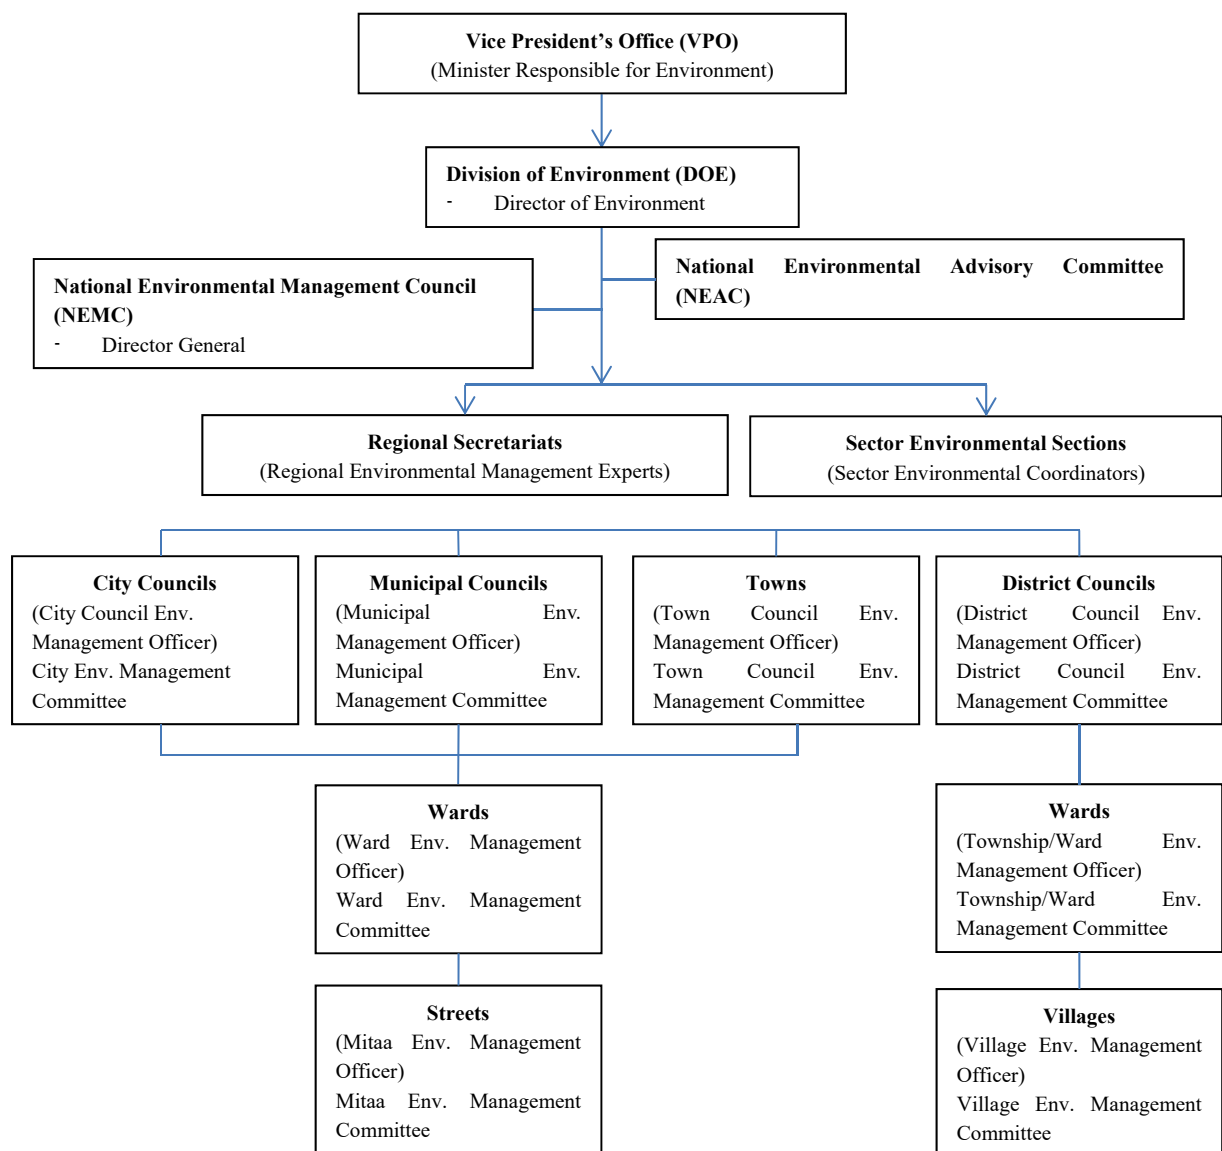 Vice President’s Office (VPO)
(Minister Responsible for Environment)
Division of Environment (DOE)
- Director of Environment
National Environmental Advisory Committee
(NEAC)
National Environmental Management Council
(NEMC)
- Director General
Regional Secretariats
(Regional Environmental Management Experts)
Sector Environmental Sections
(Sector Environmental Coordinators)
City Councils
(City Council Env.
Management Officer)
City Env. Management
Committee
Municipal Councils
(Municipal Env.
Management Officer)
Municipal Env.
Management Committee
Towns
(Town Council Env.
Management Officer)
Town Council Env.
Management Committee
District Councils
(District Council Env.
Management Officer)
District Council Env.
Management Committee
Wards
(Ward Env. Management
Officer)
Ward Env. Management
Committee
Wards
(Township/Ward Env.
Management Officer)
Township/Ward Env.
Management Committee
Streets
(Mitaa Env. Management
Officer)
Mitaa Env. Management
Committee
Villages
(Village Env. Management
Officer)
Village Env. Management
Committee